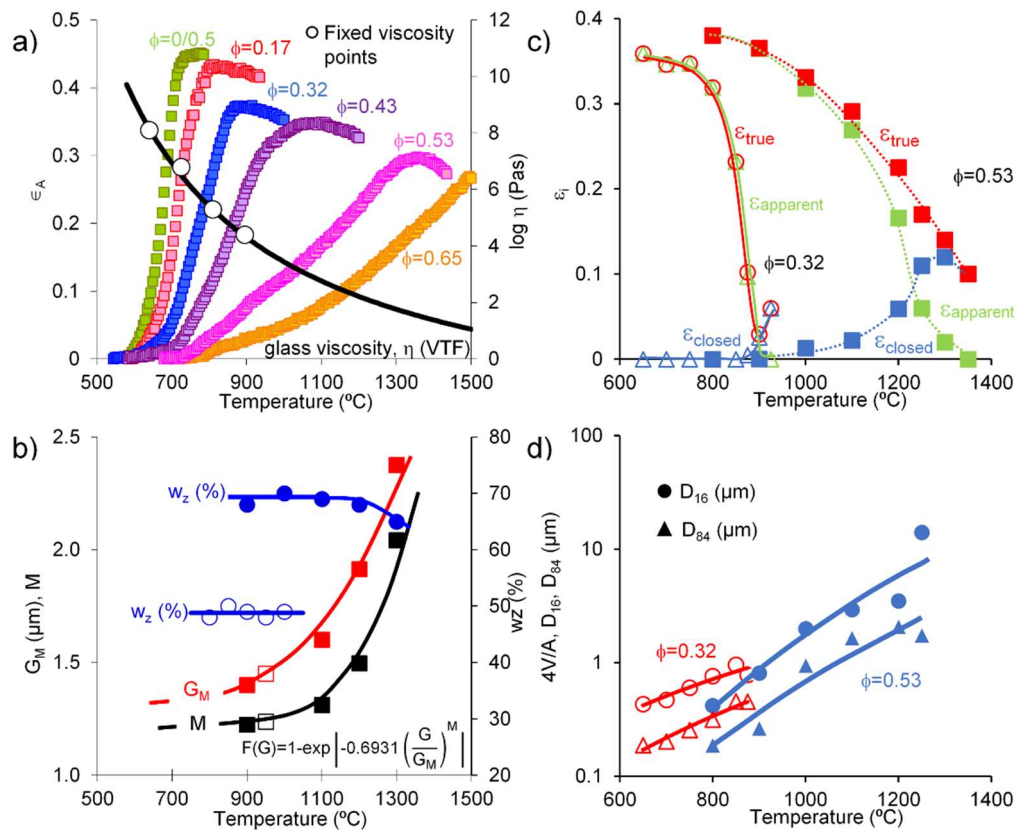 a)
0.5
0.4
0.3
0.2
0.1
0
ϵA
ϕ=0/0.5
ϕ=0.17
ϕ=0.32
ϕ=0.43
ϕ=0.53
ϕ=0.65
Fixed viscosity
points
glass viscosity, η (VTF)
12
10
8
6
4
2
0
log η (Pas)
500 700 900 1100 1300 1500
Temperature (ºC)
c)
0.4
0.3
0.2
0.1
0
εi
εtrue
εapparent
ϕ=0.32
εtrue
ϕ=0.53
εapparent
εclosed
εclosed
600 800 1000 1200 1400
Temperature (ºC)
b)
2.5
2.0
1.5
1.0
GM (μm), M
wz (%)
wz (%)
GM
M
F(G)=1-exp|-0.6931(G/GM)^M|
80
70
60
50
40
30
20
wz (%)
500 700 900 1100 1300 1500
Temperature (ºC)
d)
100
10
1
0.1
4V/A, D16, D84 (μm)
D16 (μm)
D84 (μm)
ϕ=0.32
ϕ=0.53
600 800 1000 1200 1400
Temperature (ºC)